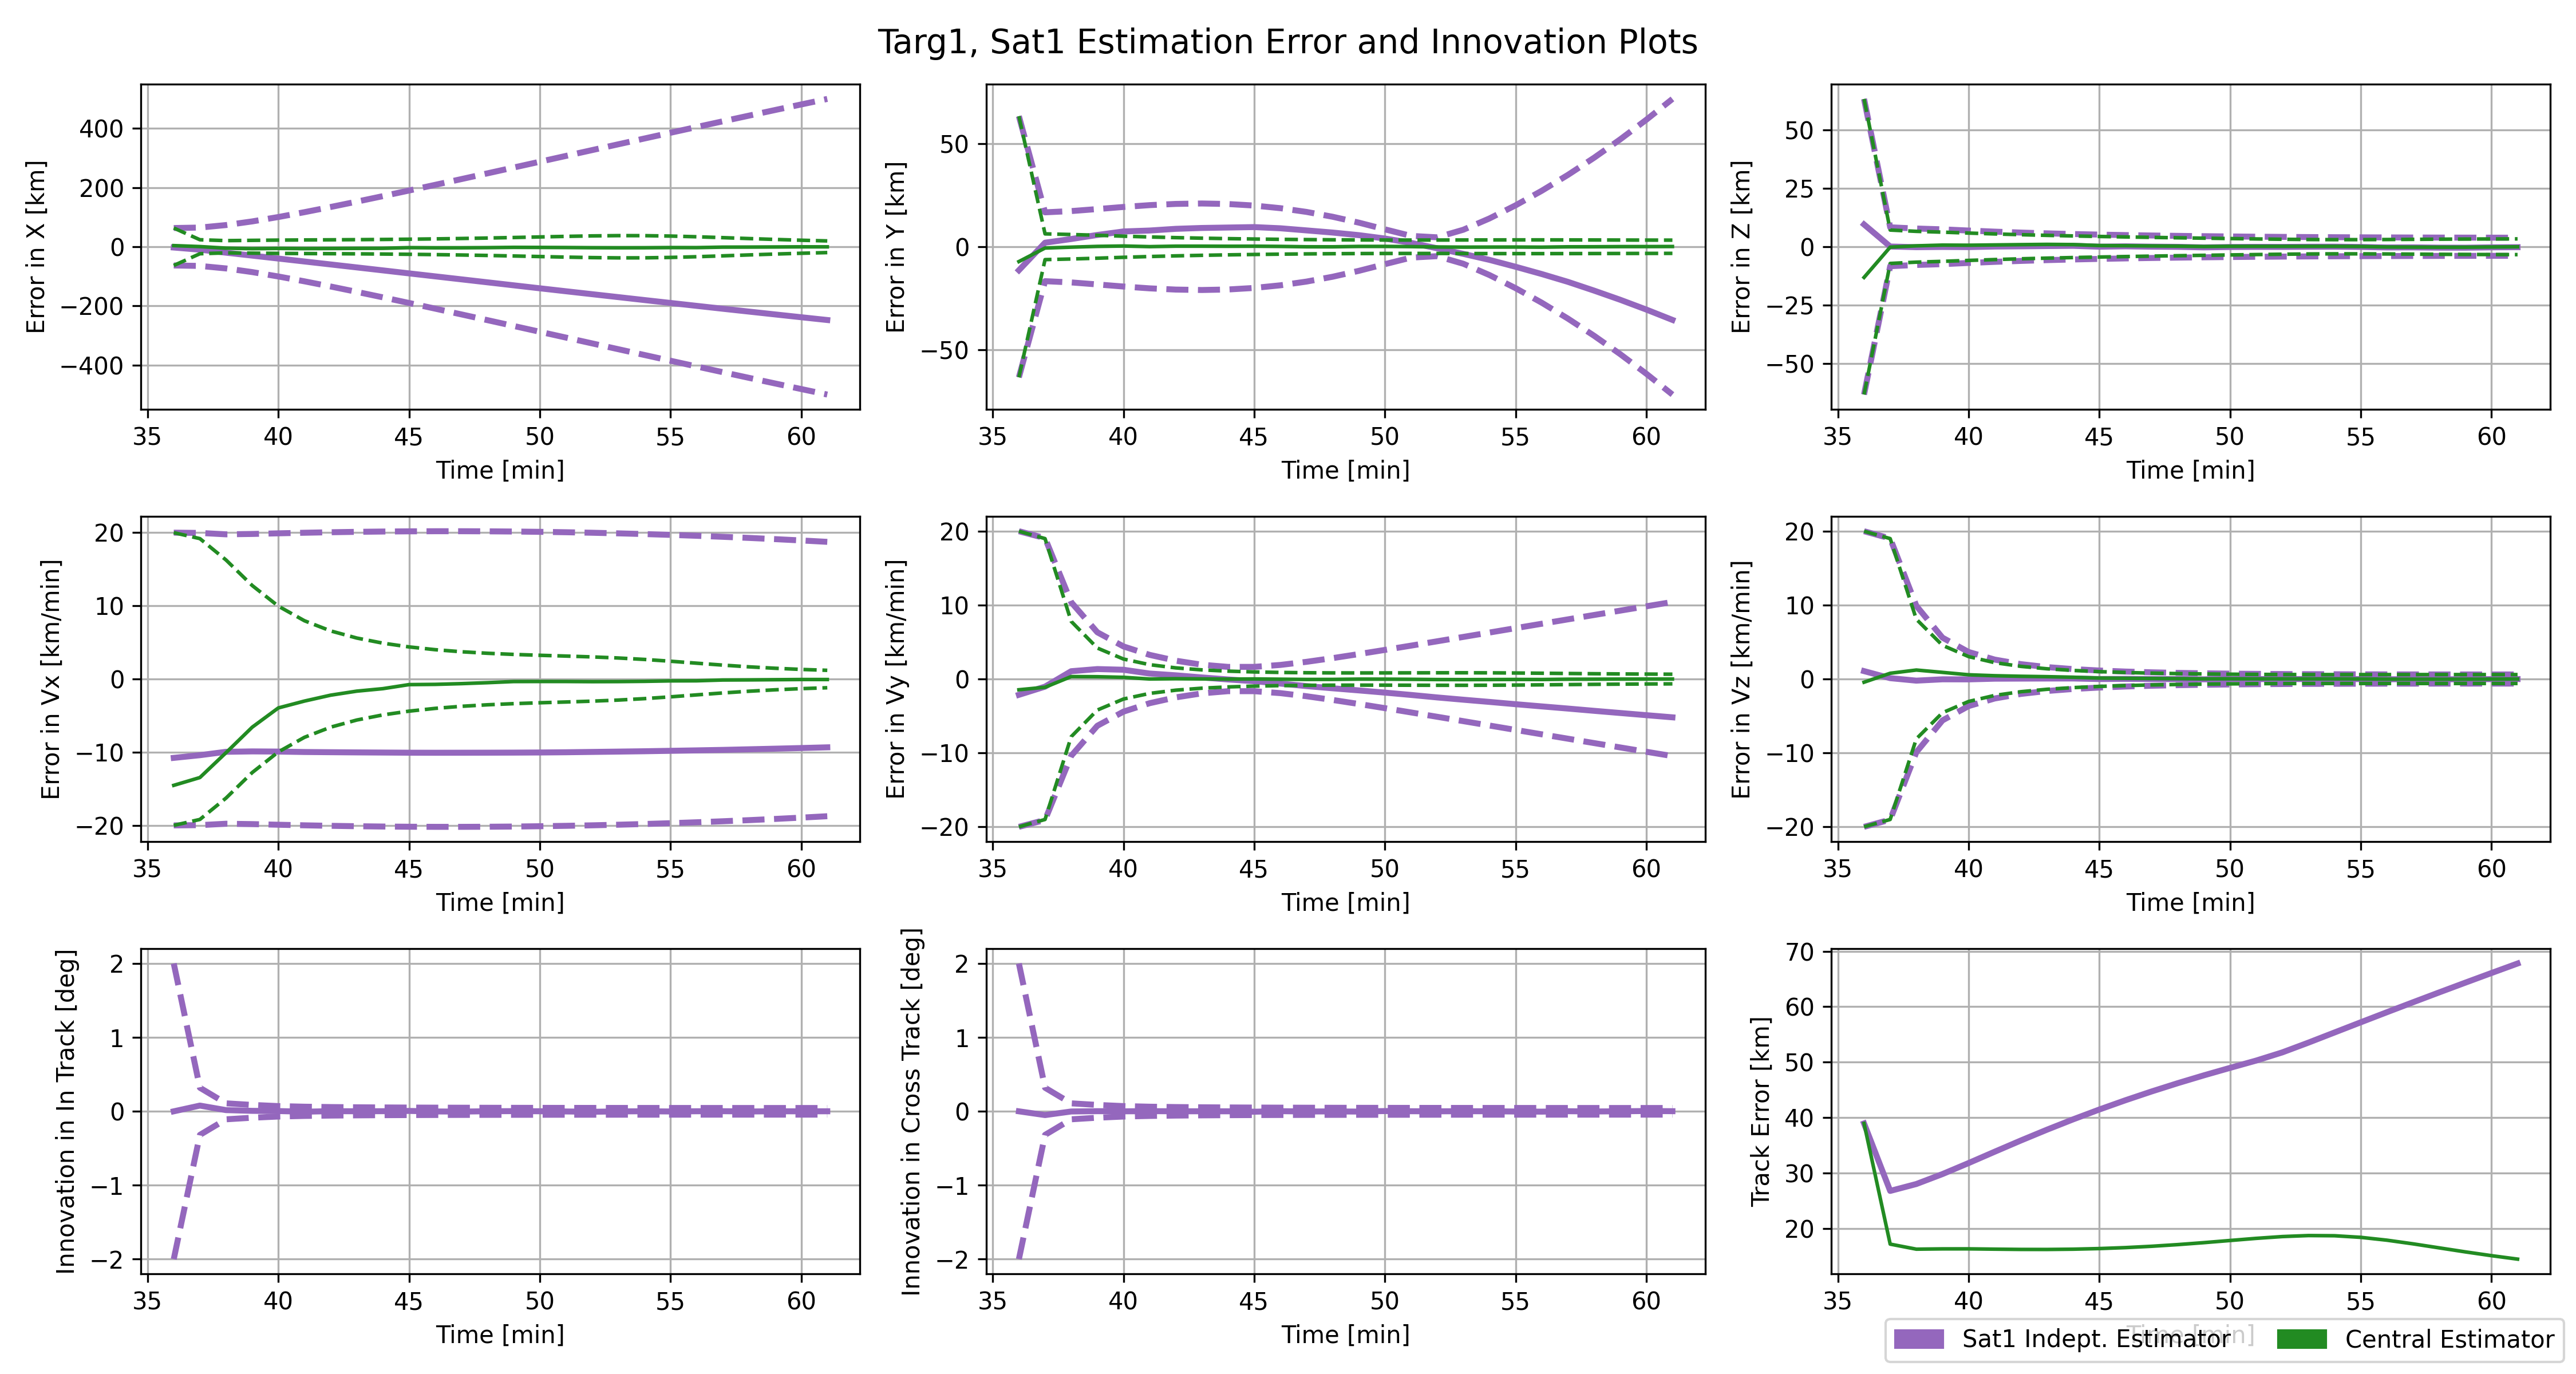 Targ1, Sat1 Estimation Error and Innovation Plots
Error in X [km]
400
200
0
−200
−400
35 40 45 50 55 60
Time [min]
Error in Y [km]
50
0
−50
35 40 45 50 55 60
Time [min]
Error in Z [km]
50
25
0
−25
−50
35 40 45 50 55 60
Time [min]
Error in Vx [km/min]
20
10
0
−10
−20
35 40 45 50 55 60
Time [min]
Error in Vy [km/min]
20
10
0
−10
−20
35 40 45 50 55 60
Time [min]
Error in Vz [km/min]
20
10
0
−10
−20
35 40 45 50 55 60
Time [min]
Innovation in In Track [deg]
2
1
0
−1
−2
35 40 45 50 55 60
Time [min]
Innovation in Cross Track [deg]
2
1
0
−1
−2
35 40 45 50 55 60
Time [min]
Track Error [km]
70
60
50
40
30
20
35 40 45 50 55 60
Time [min]
Sat1 Indept. Estimator Central Estimator